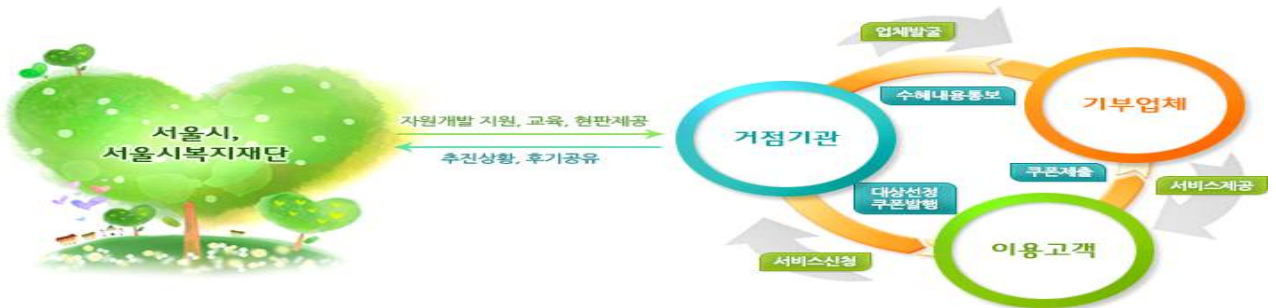 서울시,
서울시복지재단
자원개발 지원, 교육, 현판제공
추진상황, 후기공유
업체발굴
수혜내용통보
기부업체
거점기관
쿠폰제출
서비스제공
대상선정
쿠폰발행
이용고객
서비스신청